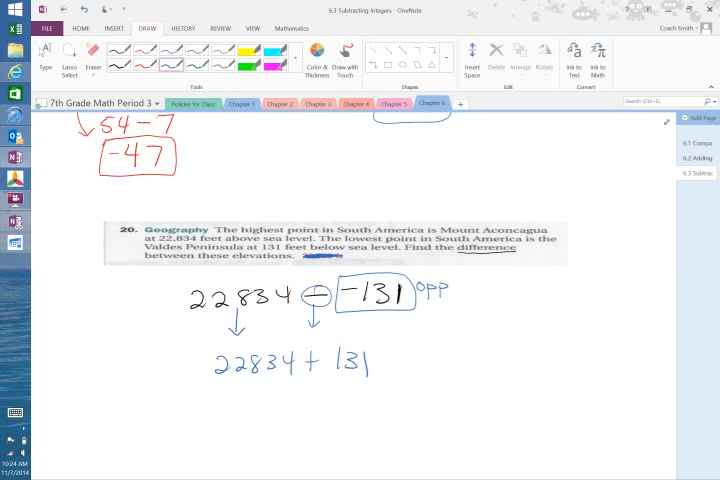 6.3 Subtracting Integers - OneNote
FILE HOME INSERT DRAW HISTORY REVIEW VIEW Mathematics
Coach Smith
Type
Lasso Select
Eraser
Color & Thickness
Draw with Touch
Insert Space
Delete
Arrange
Rotate
Ink to Text
Ink to Math
Tools
Shapes
Edit
Convert
7th Grade Math Period 3
Policies for Class
Chapter 1
Chapter 2
Chapter 3
Chapter 4
Chapter 5
Chapter 6
+
Search (Ctrl+E)
Add Page
6.1 Compa
6.2 Adding
6.3 Subtrac
54 - 7
-47
20. Geography The highest point in South America is Mount Aconcagua
at 22,834 feet above sea level. The lowest point in South America is the
Valdes Peninsula at 131 feet below sea level. Find the difference
between these elevations.
22834 - -131 opp
22834 + 131
10:24 AM
11/7/2014